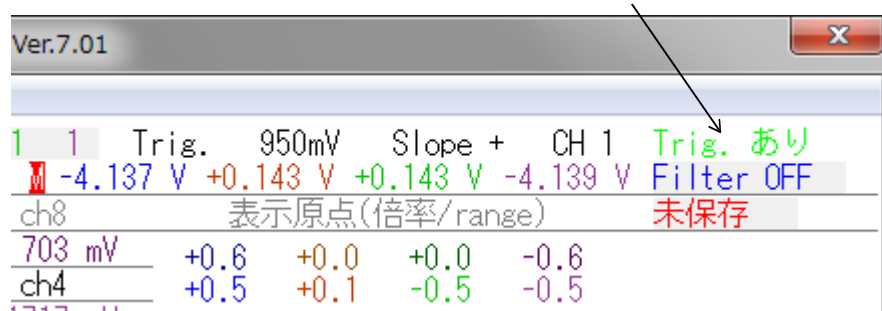 Ver.7.01
1 1 Trig. 950mV Slope + CH 1 Trig. あり
M -4.137 V +0.143 V +0.143 V -4.139 V Filter OFF
ch8 表示原点(倍率/range) 未保存
703 mV +0.6 +0.0 +0.0 -0.6
ch4 +0.5 +0.1 -0.5 -0.5